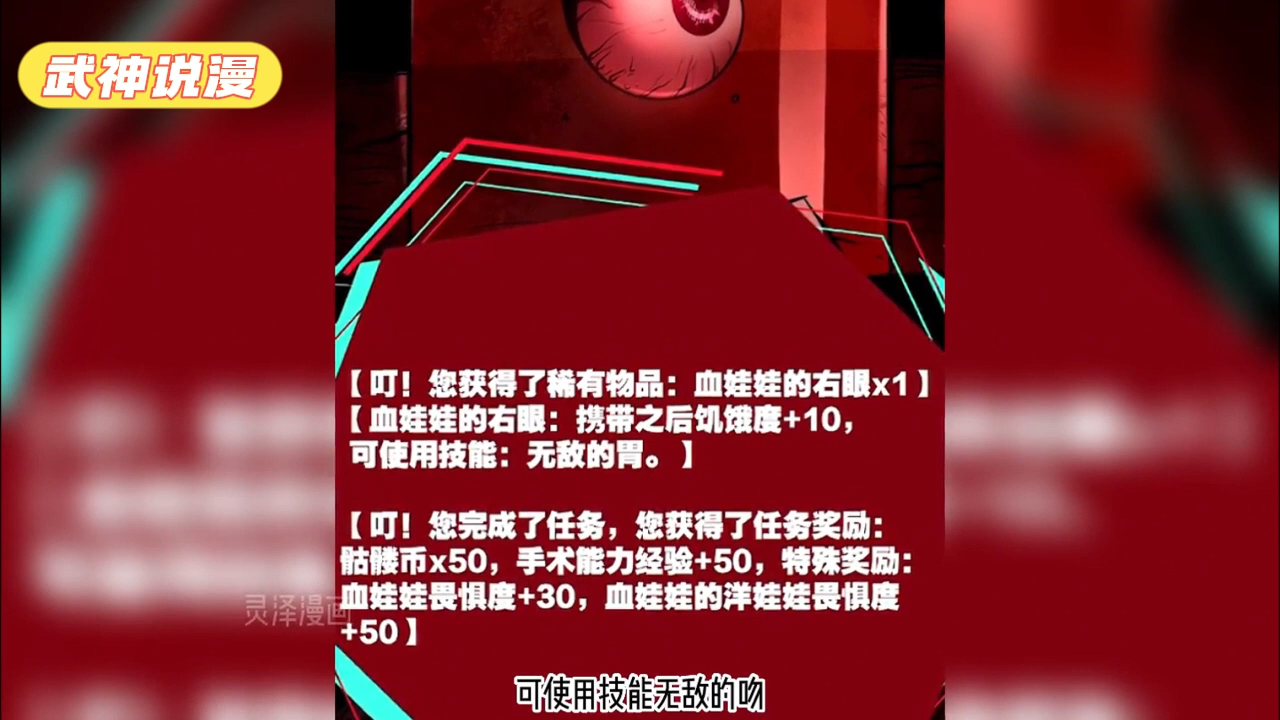 武神说漫
【叮！您获得了稀有物品：血娃娃的右眼x1】
【血娃娃的右眼：携带之后饥饿度+10，
可使用技能：无敌的胃。】
【叮！您完成了任务，您获得了任务奖励：
骷髅币x50，手术能力经验+50，特殊奖励：
血娃娃畏惧度+30，血娃娃的洋娃娃畏惧度
+50】
灵泽漫画
可使用技能无敌的吻